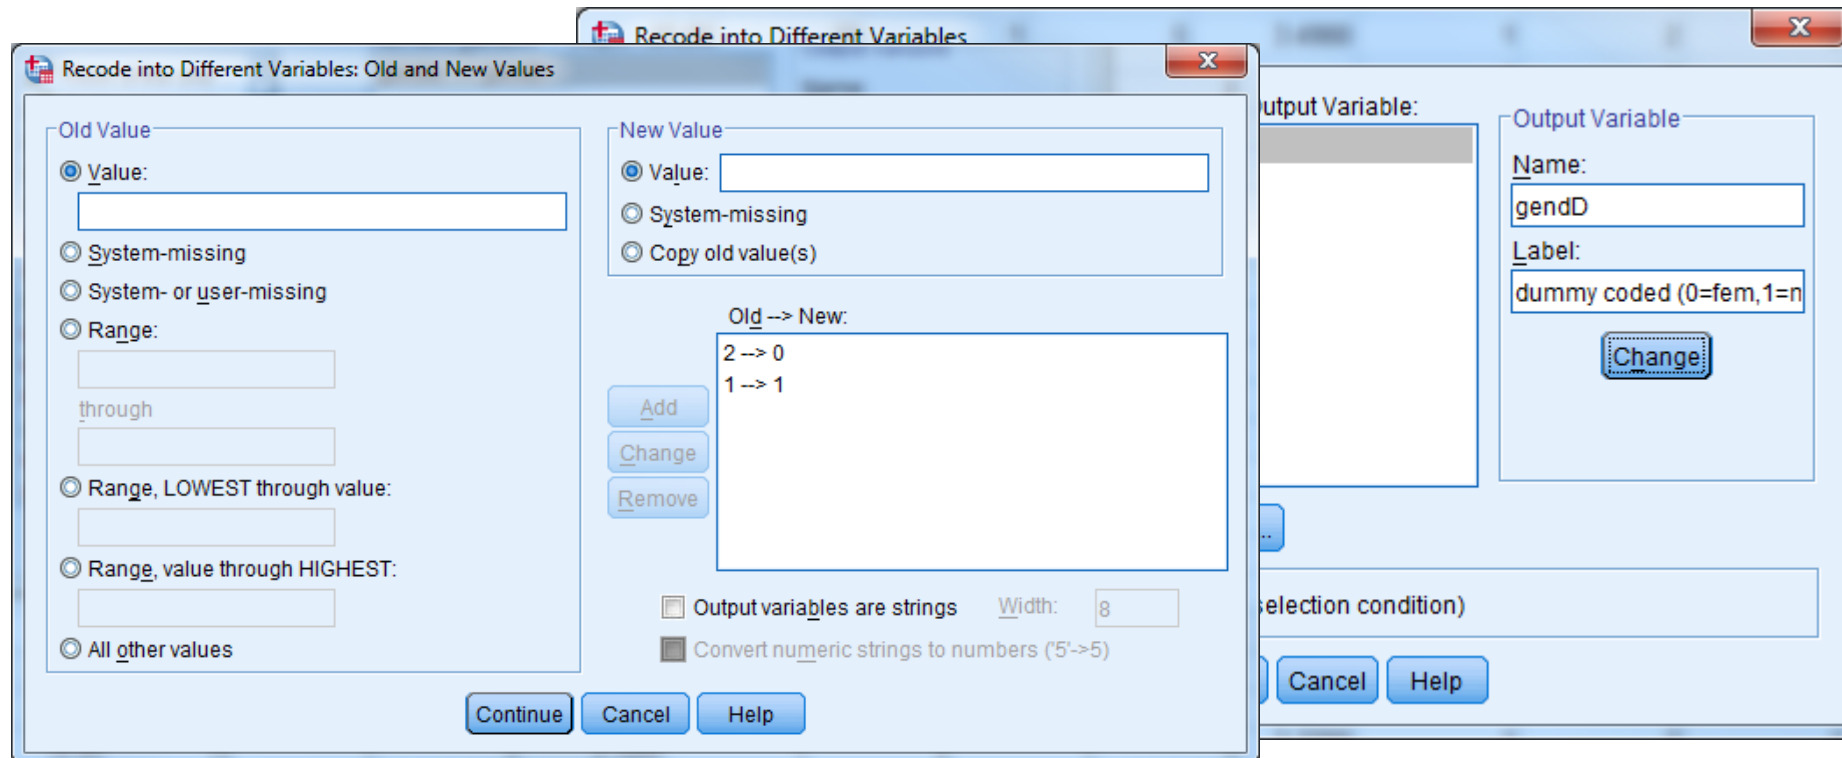 Recode into Different Variables
Recode into Different Variables: Old and New Values
Old Value
Value:
System-missing
System- or user-missing
Range:
through
Range, LOWEST through value:
Range, value through HIGHEST:
All other values
New Value
Value:
System-missing
Copy old value(s)
Old --> New:
2 --> 0
1 --> 1
Add
Change
Remove
Output variables are strings Width: 8
Convert numeric strings to numbers ('5'->5)
Continue Cancel Help
utput Variable:
Output Variable
Name:
gendD
Label:
dummy coded (0=fem,1=
Change
..
selection condition)
Cancel Help